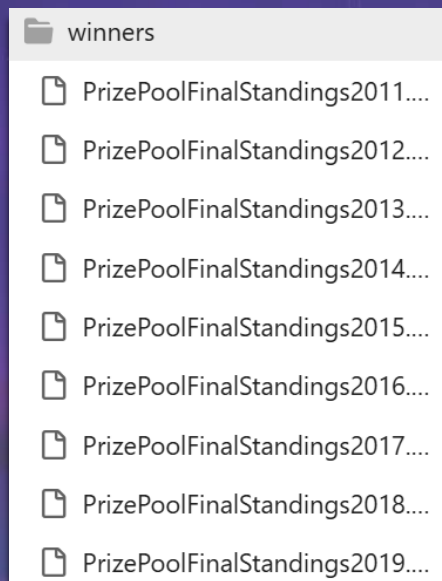 winners
PrizePoolFinalStandings2011....
PrizePoolFinalStandings2012....
PrizePoolFinalStandings2013....
PrizePoolFinalStandings2014....
PrizePoolFinalStandings2015....
PrizePoolFinalStandings2016....
PrizePoolFinalStandings2017....
PrizePoolFinalStandings2018....
PrizePoolFinalStandings2019....